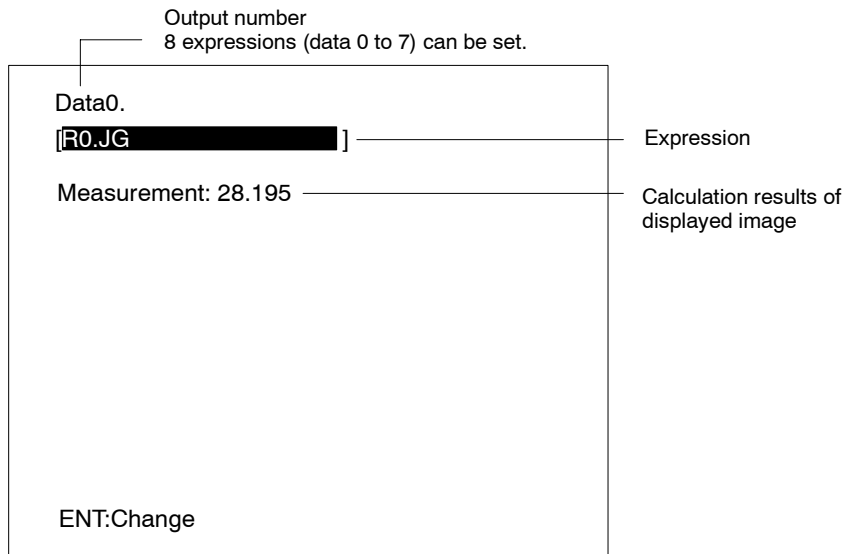 Output number
8 expressions (data 0 to 7) can be set.
Data0.
[R0.JG ]
Expression
Measurement: 28.195
Calculation results of
displayed image
ENT:Change